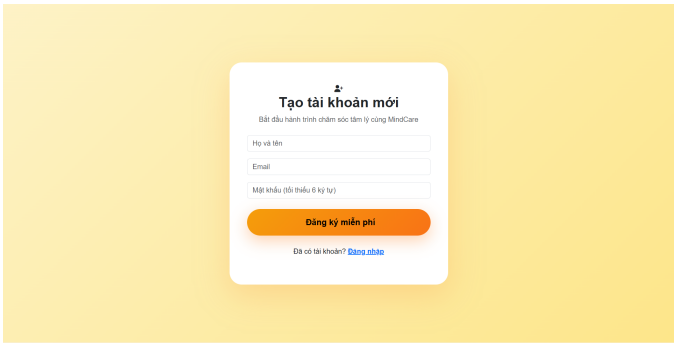 Tạo tài khoản mới
Bắt đầu hành trình chăm sóc tâm lý cùng MindCare
Họ và tên
Email
Mật khẩu (tối thiểu 6 ký tự)
Đăng ký miễn phí
Đã có tài khoản? Đăng nhập